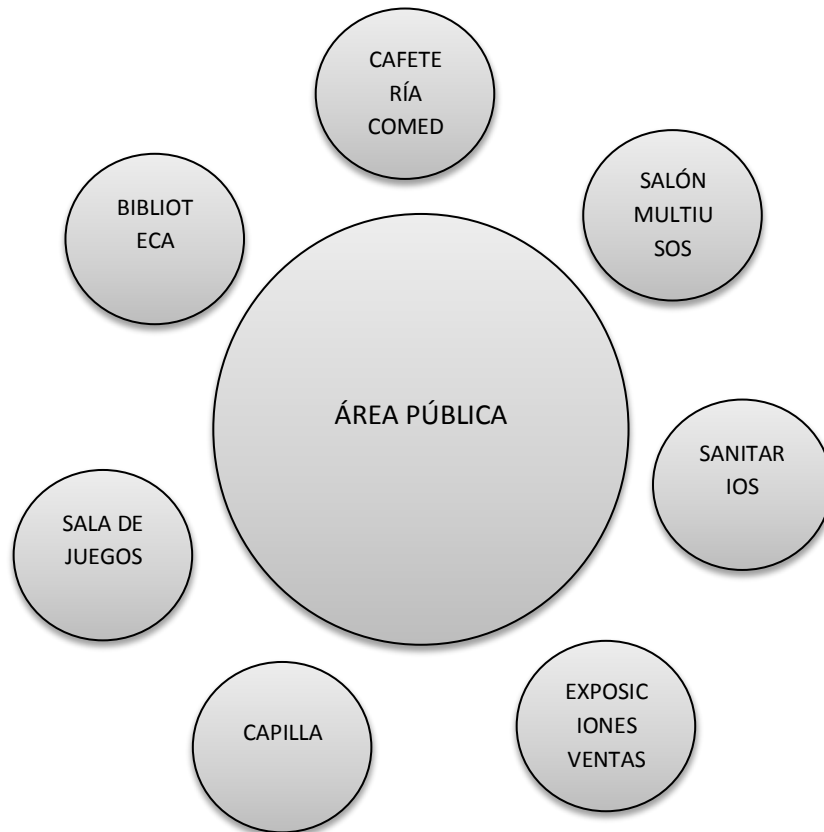 CAFETE
RÍA
COMED
BIBLIOT
ECA
SALÓN
MULTIU
SOS
ÁREA PÚBLICA
SANITAR
IOS
SALA DE
JUEGOS
CAPILLA
EXPOSIC
IONES
VENTAS